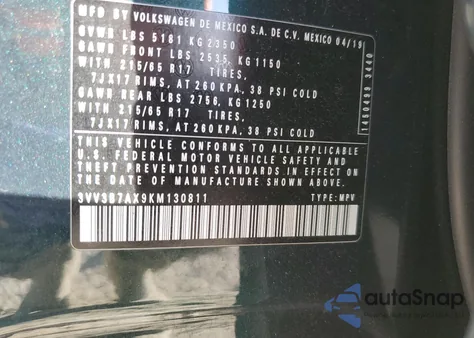 MFD BY VOLKSWAGEN DE MEXICO S.A. DE C.V. MEXICO 04/19
GVWR LBS 5181 KG 2350
GAWR FRONT LBS 2535, KG 1150
WITH 215/65 R17 TIRES,
7JX17 RIMS, AT 260 KPA, 38 PSI COLD
GAWR REAR LBS 2756, KG 1250
WITH 215/65 R17 TIRES,
7JX17 RIMS, AT 260 KPA, 38 PSI COLD
THIS VEHICLE CONFORMS TO ALL APPLICABLE
U.S. FEDERAL MOTOR VEHICLE SAFETY AND
THEFT PREVENTION STANDARDS IN EFFECT ON
THE DATE OF MANUFACTURE SHOWN ABOVE.
3VV3B7AX9KM130811 TYPE: MPV
1450499 3440
autoSnap